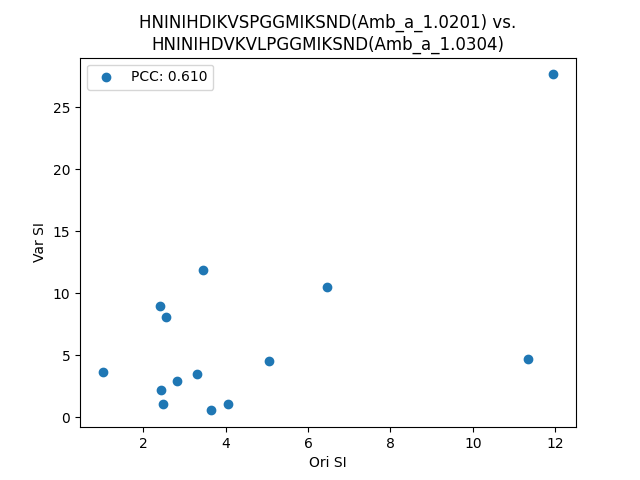 HNINIHDIKVSPGGMIKSND(Amb_a_1.0201) vs.
HNINIHDVKVLPGGMIKSND(Amb_a_1.0304)
PCC: 0.610
Var SI
25
20
15
10
5
0
2 4 6 8 10 12
Ori SI